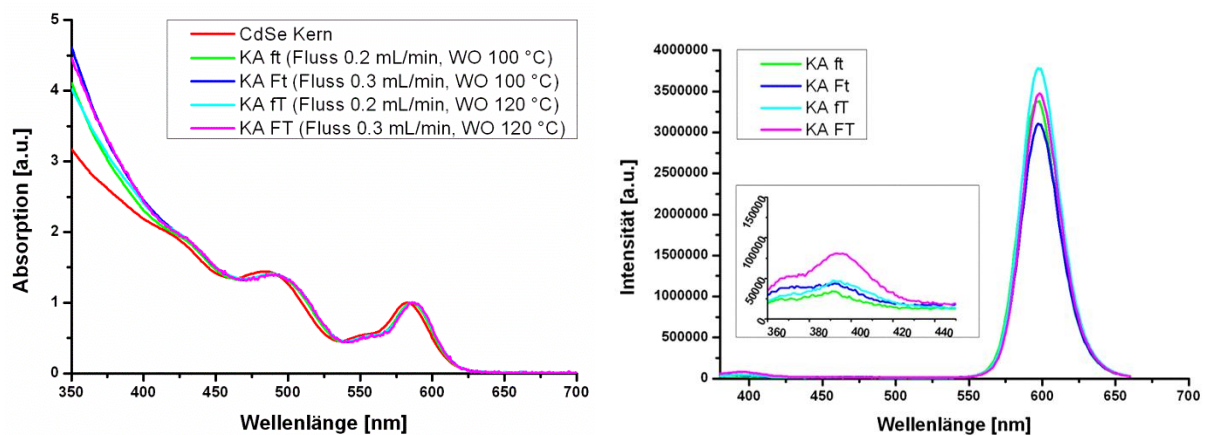 5
4
3
2
1
0
Absorption [a.u.]
CdSe Kern
KA ft (Fluss 0.2 mL/min, WO 100 °C)
KA Ft (Fluss 0.3 mL/min, WO 100 °C)
KA fT (Fluss 0.2 mL/min, WO 120 °C)
KA FT (Fluss 0.3 mL/min, WO 120 °C)
350 400 450 500 550 600 650 700
Wellenlänge [nm]
4000000
3500000
3000000
2500000
2000000
1500000
1000000
500000
0
Intensität [a.u.]
KA ft
KA Ft
KA fT
KA FT
150000
100000
50000
0
360 380 400 420 440
400 450 500 550 600 650 700
Wellenlänge [nm]